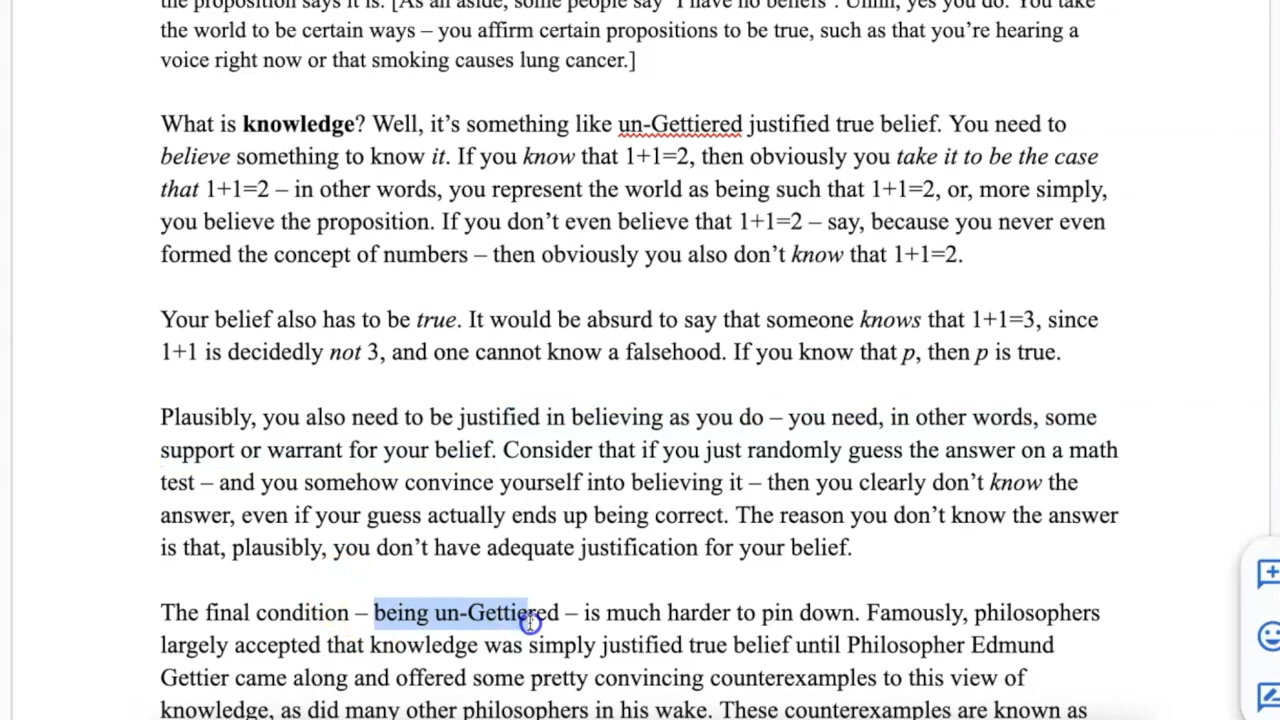 the proposition says it is. [As an aside, some people say "I have no beliefs". Umm, yes you do. You take
the world to be certain ways – you affirm certain propositions to be true, such as that you’re hearing a
voice right now or that smoking causes lung cancer.]
What is knowledge? Well, it’s something like un-Gettiered justified true belief. You need to
believe something to know it. If you know that 1+1=2, then obviously you take it to be the case
that 1+1=2 – in other words, you represent the world as being such that 1+1=2, or, more simply,
you believe the proposition. If you don’t even believe that 1+1=2 – say, because you never even
formed the concept of numbers – then obviously you also don’t know that 1+1=2.
Your belief also has to be true. It would be absurd to say that someone knows that 1+1=3, since
1+1 is decidedly not 3, and one cannot know a falsehood. If you know that p, then p is true.
Plausibly, you also need to be justified in believing as you do – you need, in other words, some
support or warrant for your belief. Consider that if you just randomly guess the answer on a math
test – and you somehow convince yourself into believing it – then you clearly don’t know the
answer, even if your guess actually ends up being correct. The reason you don’t know the answer
is that, plausibly, you don’t have adequate justification for your belief.
The final condition – being un-Gettiered – is much harder to pin down. Famously, philosophers
largely accepted that knowledge was simply justified true belief until Philosopher Edmund
Gettier came along and offered some pretty convincing counterexamples to this view of
knowledge, as did many other philosophers in his wake. These counterexamples are known as